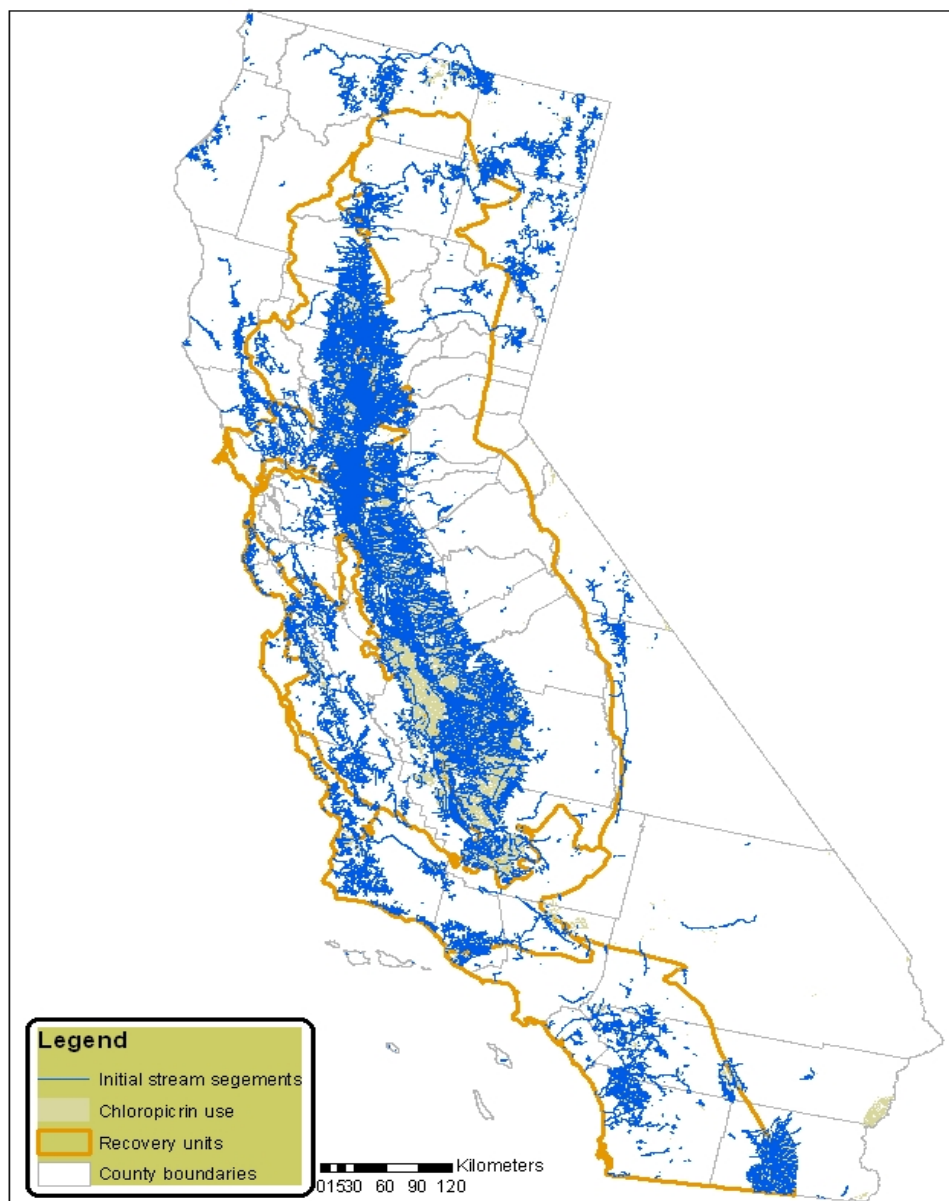 Legend
Initial stream segements
Chloropicrin use
Recovery units
County boundaries
Kilometers
01530 60 90 120